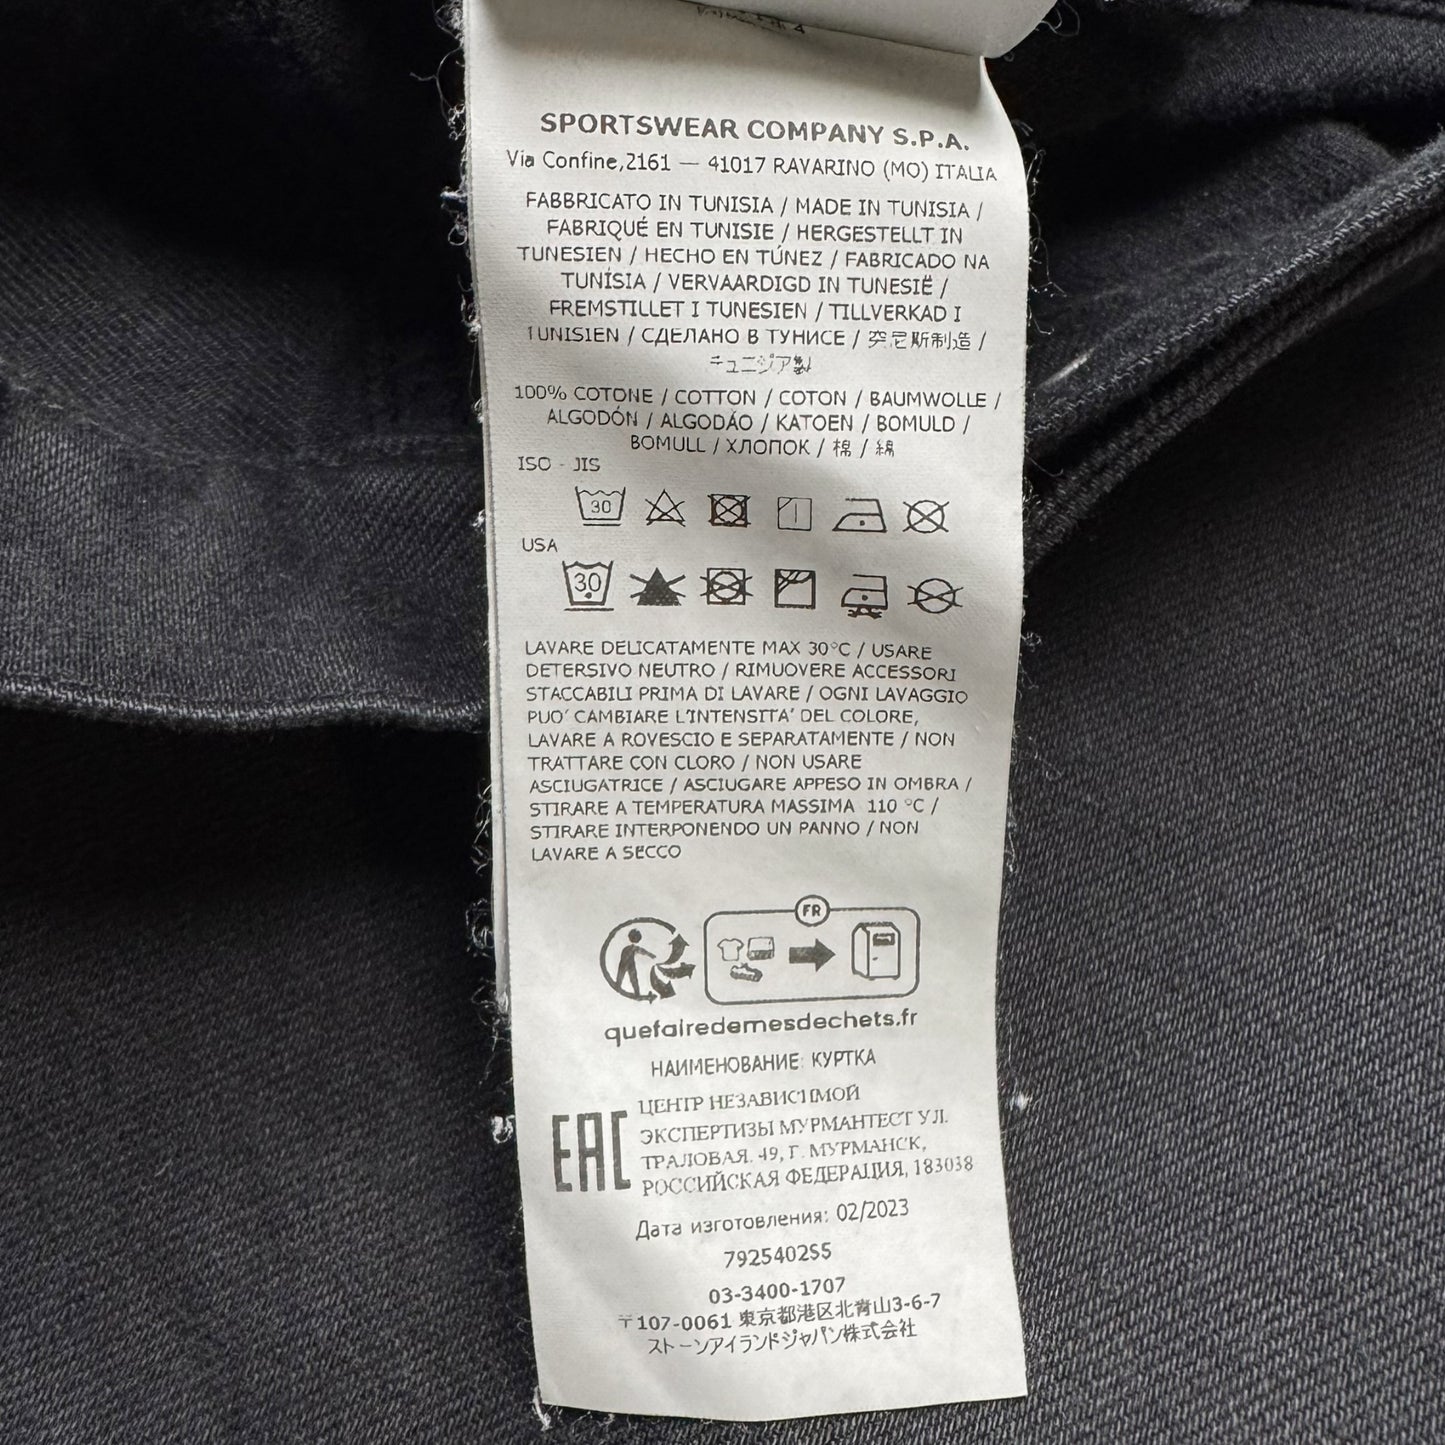 SPORTSWEAR COMPANY S.P.A.
Via Confine,2161 — 41017 RAVARINO (MO) ITALIA
FABBRICATO IN TUNISIA / MADE IN TUNISIA /
FABRIQUÉ EN TUNISIE / HERGESTELLT IN
TUNESIEN / HECHO EN TÚNEZ / FABRICADO NA
TUNÍSIA / VERVAARDIGD IN TUNESIË /
FREMSTILLET I TUNESIEN / TILLVERKAD I
TUNISIEN / СДЕЛАНО В ТУНИСЕ / 突尼斯制造 /
チュニジア製
100% COTONE / COTTON / COTON / BAUMWOLLE /
ALGODÓN / ALGODÃO / KATOEN / BOMULD /
BOMULL / ХЛОПОК / 棉 / 綿
ISO - JIS
30
USA
30
LAVARE DELICATAMENTE MAX 30°C / USARE
DETERSIVO NEUTRO / RIMUOVERE ACCESSORI
STACCABILI PRIMA DI LAVARE / OGNI LAVAGGIO
PUO' CAMBIARE L'INTENSITA' DEL COLORE,
LAVARE A ROVESCIO E SEPARATAMENTE / NON
TRATTARE CON CLORO / NON USARE
ASCIUGATRICE / ASCIUGARE APPESO IN OMBRA /
STIRARE A TEMPERATURA MASSIMA 110 °C /
STIRARE INTERPONENDO UN PANNO / NON
LAVARE A SECCO
FR
quefairedemesdechets.fr
НАИМЕНОВАНИЕ: КУРТКА
EAC
ЦЕНТР НЕЗАВИСИМОЙ
ЭКСПЕРТИЗЫ МУРМАНТЕСТ УЛ.
ТРАЛОВАЯ. 49, Г. МУРМАНСК,
РОССИЙСКАЯ ФЕДЕРАЦИЯ, 183038
Дата изготовления: 02/2023
7925402S5
03-3400-1707
〒107-0061 東京都港区北青山3-6-7
ストーンアイランドジャパン株式会社